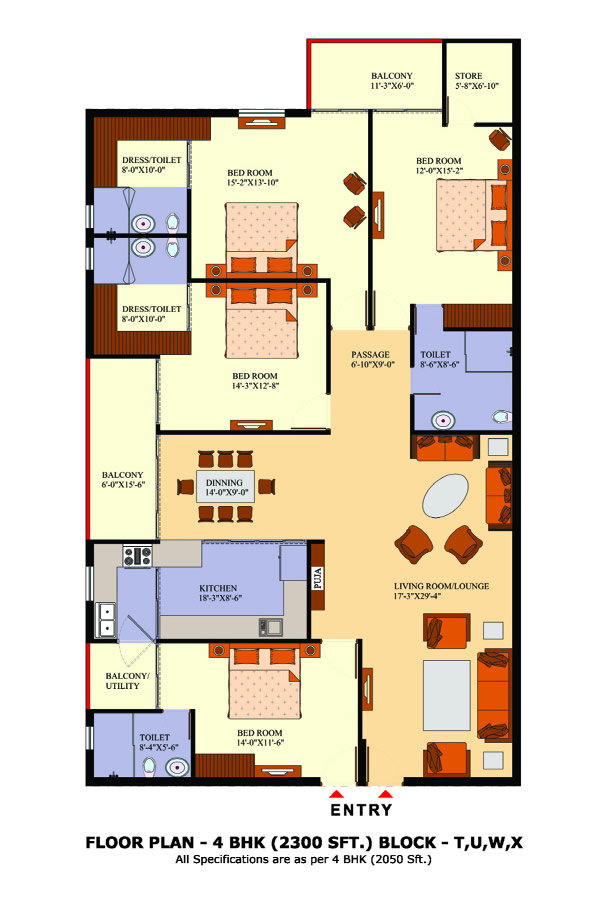 BALCONY
11'-3"X6'-0"
STORE
5'-8"X6'-10"
DRESS/TOILET
8'-0"X10'-0"
BED ROOM
15'-2"X13'-10"
BED ROOM
12'-0"X15'-2"
DRESS/TOILET
8'-0"X10'-0"
BED ROOM
14'-3"X12'-8"
PASSAGE
6'-10"X9'-0"
TOILET
8'-6"X8'-6"
BALCONY
6'-0"X15'-6"
DINNING
14'-0"X9'-0"
KITCHEN
18'-3"X8'-6"
PUJA
LIVING ROOM/LOUNGE
17'-3"X29'-4"
BALCONY/
UTILITY
TOILET
8'-4"X5'-6"
BED ROOM
14'-0"X11'-6"
ENTRY
FLOOR PLAN - 4 BHK (2300 SFT.) BLOCK - T,U,W,X
All Specifications are as per 4 BHK (2050 Sft.)